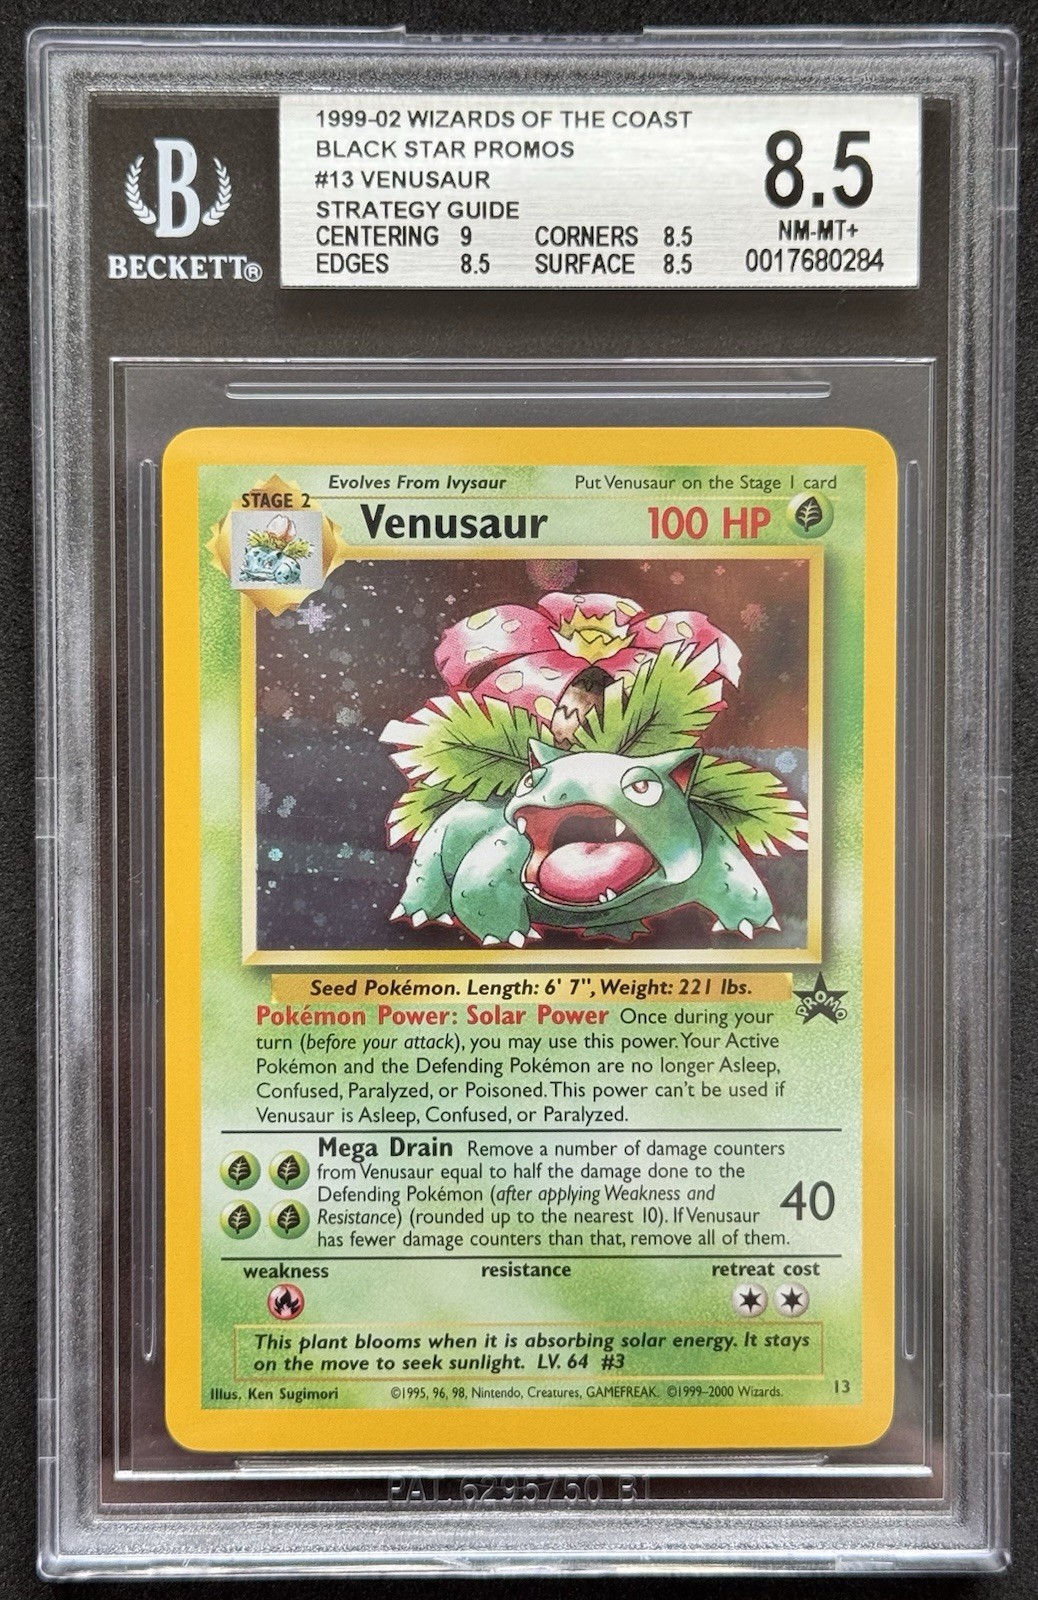 1999-02 WIZARDS OF THE COAST
BLACK STAR PROMOS
#13 VENUSAUR
STRATEGY GUIDE
CENTERING 9 CORNERS 8.5
EDGES 8.5 SURFACE 8.5
8.5
NM-MT+
0017680284
B
BECKETT®
Evolves From Ivysaur Put Venusaur on the Stage 1 card
STAGE 2
Venusaur 100 HP
Seed Pokémon. Length: 6' 7", Weight: 221 lbs.
PROMO
Pokémon Power: Solar Power Once during your
turn (before your attack), you may use this power. Your Active
Pokémon and the Defending Pokémon are no longer Asleep,
Confused, Paralyzed, or Poisoned. This power can't be used if
Venusaur is Asleep, Confused, or Paralyzed.
Mega Drain Remove a number of damage counters
from Venusaur equal to half the damage done to the
Defending Pokémon (after applying Weakness and
Resistance) (rounded up to the nearest 10). If Venusaur
has fewer damage counters than that, remove all of them.
40
weakness resistance retreat cost
This plant blooms when it is absorbing solar energy. It stays
on the move to seek sunlight. LV. 64 #3
Illus. Ken Sugimori ©1995, 96, 98, Nintendo, Creatures, GAMEFREAK. ©1999-2000 Wizards. 13
PAT. 6295750 B1